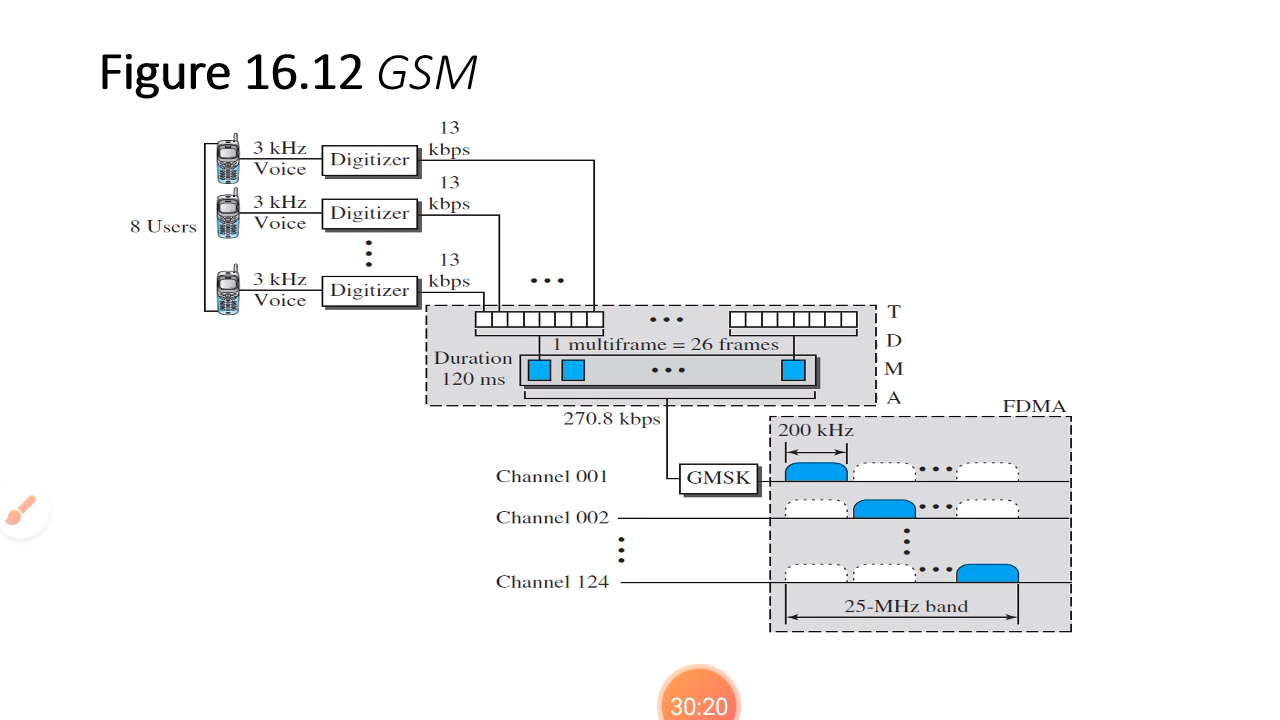 Figure 16.12 GSM
13
3 kHz
Voice
Digitizer
kbps
13
3 kHz
Voice
Digitizer
kbps
8 Users
13
3 kHz
Voice
Digitizer
kbps
T
D
M
A
1 multiframe = 26 frames
Duration
120 ms
270.8 kbps
FDMA
200 kHz
Channel 001
GMSK
Channel 002
Channel 124
25-MHz band
30:20